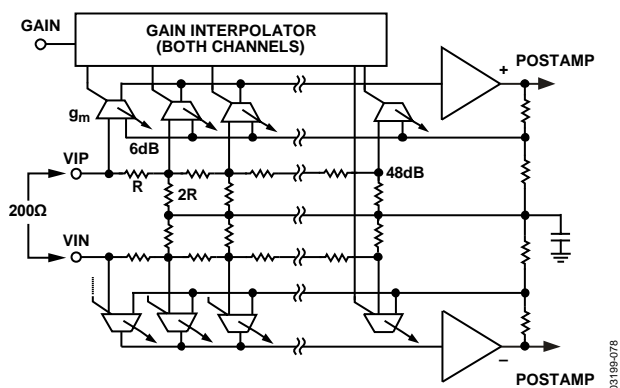 GAIN
GAIN INTERPOLATOR
(BOTH CHANNELS)
POSTAMP
+
gm
6dB
VIP
48dB
R
2R
200Ω
VIN
–
POSTAMP
03199-078